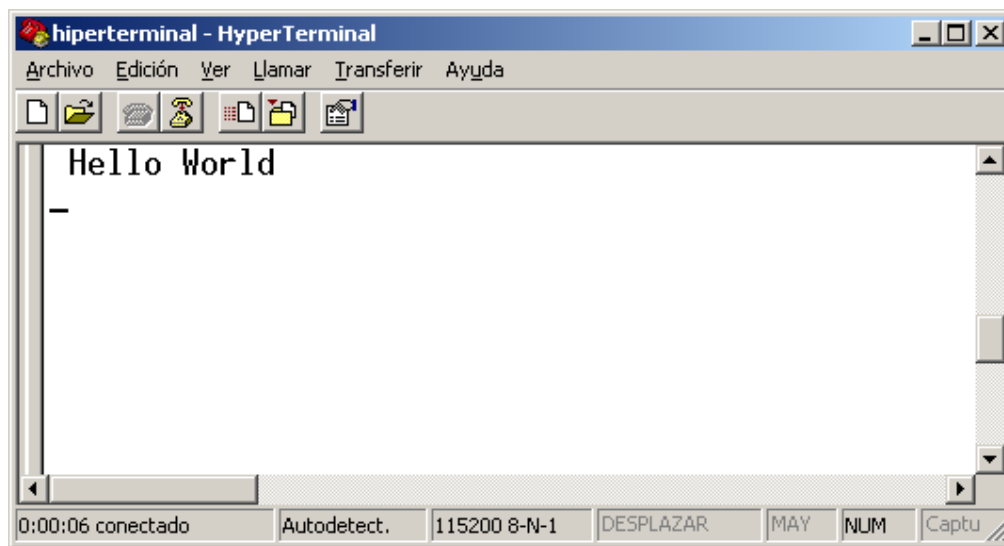 hiperterminal - HyperTerminal
Archivo Edición Ver Llamar Transferir Ayuda
Hello World
0:00:06 conectado Autodetect. 115200 8-N-1 DESPLAZAR MAY NUM Captu